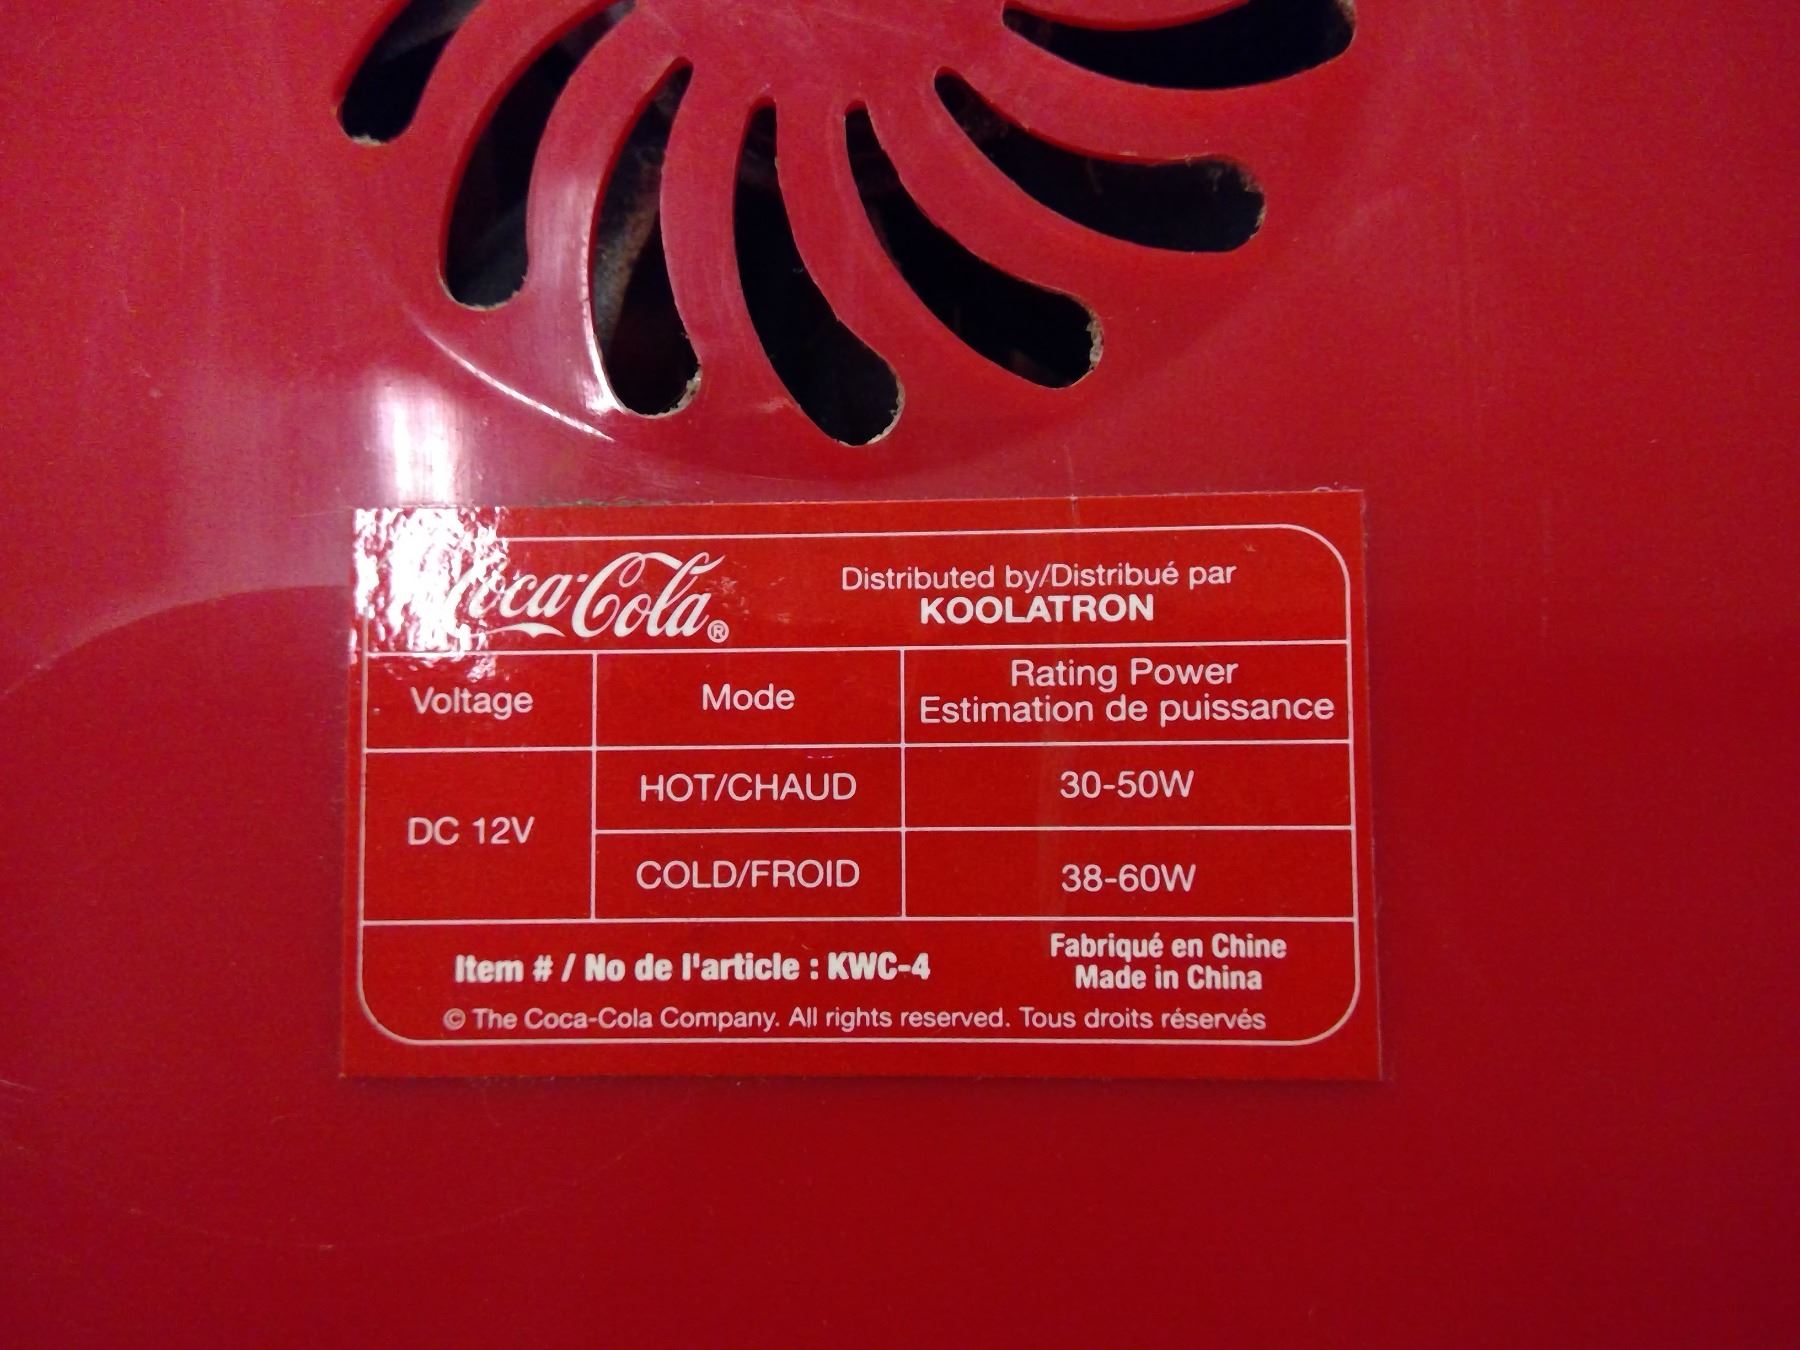 Coca-Cola®
Distributed by/Distribué par
KOOLATRON
Voltage
Mode
Rating Power
Estimation de puissance
DC 12V
HOT/CHAUD
30-50W
COLD/FROID
38-60W
Item # / No de l'article : KWC-4
Fabriqué en Chine
Made in China
© The Coca-Cola Company. All rights reserved. Tous droits réservés